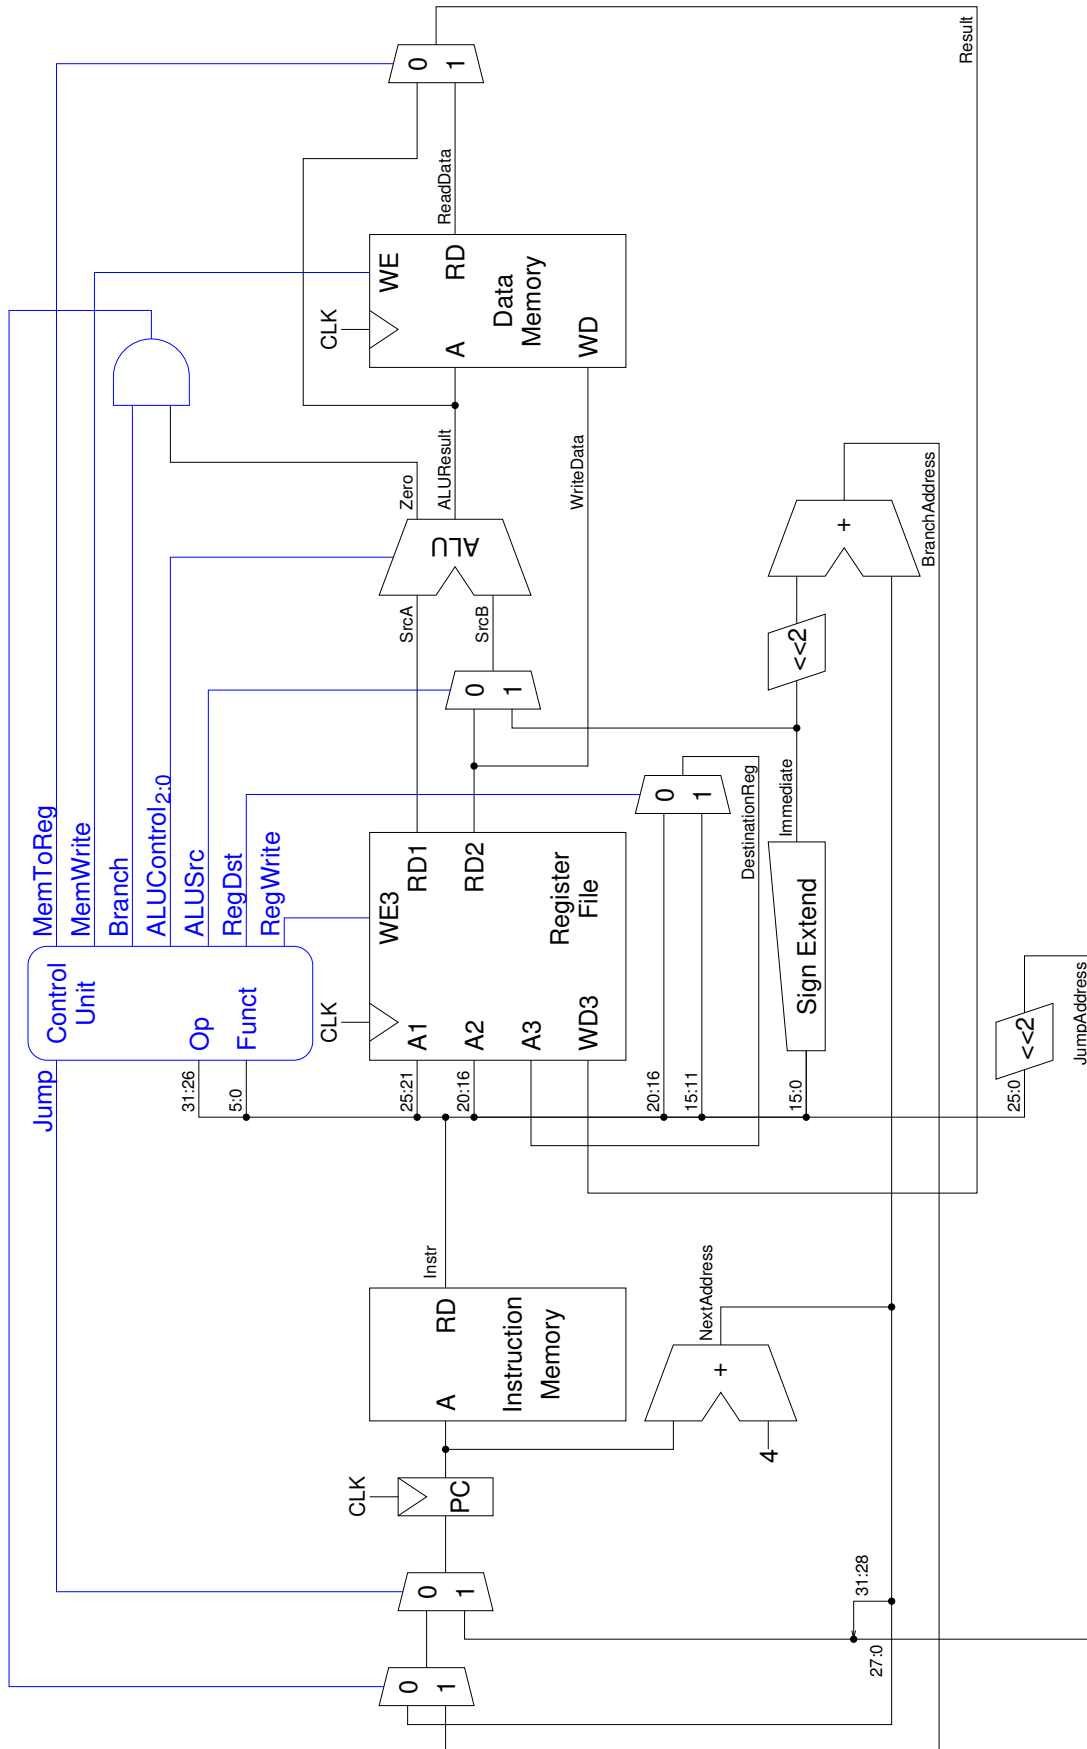 Jump
Control
Unit
Op
Funct
MemToReg
MemWrite
Branch
ALUControl2:0
ALUSrc
RegDst
RegWrite
31:26
5:0
0
1
0
1
CLK
PC
A
RD
Instruction
Memory
Instr
4
+
NextAddress
25:21
20:16
20:16
15:11
15:0
25:0
CLK
A1
A2
A3
WD3
WE3
RD1
RD2
Register
File
0
1
DestinationReg
Sign Extend
Immediate
<<2
JumpAddress
0
1
SrcA
SrcB
ALU
Zero
ALUResult
WriteData
<<2
+
BranchAddress
CLK
WE
A
RD
Data
Memory
WD
ReadData
0
1
Result
31:28
27:0